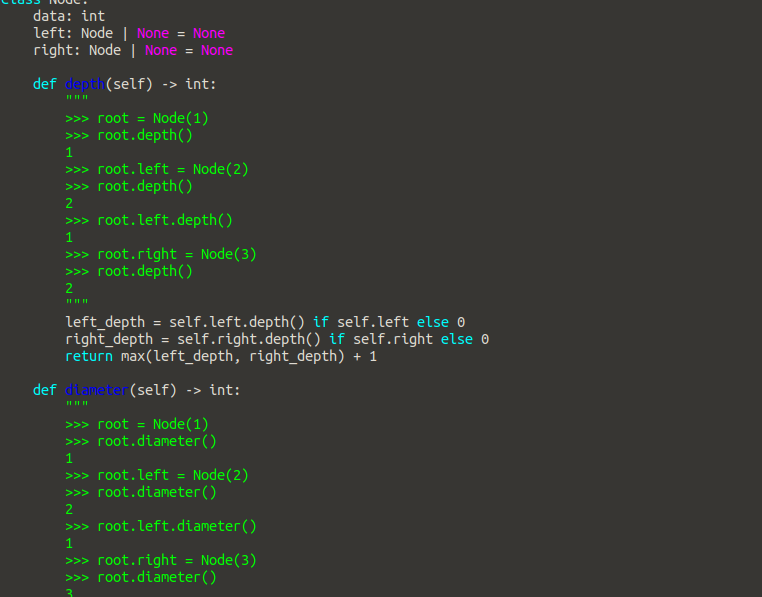 class Node:
    data: int
    left: Node | None = None
    right: Node | None = None

    def depth(self) -> int:
        """
        >>> root = Node(1)
        >>> root.depth()
        1
        >>> root.left = Node(2)
        >>> root.depth()
        2
        >>> root.left.depth()
        1
        >>> root.right = Node(3)
        >>> root.depth()
        2
        """
        left_depth = self.left.depth() if self.left else 0
        right_depth = self.right.depth() if self.right else 0
        return max(left_depth, right_depth) + 1

    def diameter(self) -> int:
        """
        >>> root = Node(1)
        >>> root.diameter()
        1
        >>> root.left = Node(2)
        >>> root.diameter()
        2
        >>> root.left.diameter()
        1
        >>> root.right = Node(3)
        >>> root.diameter()
        3